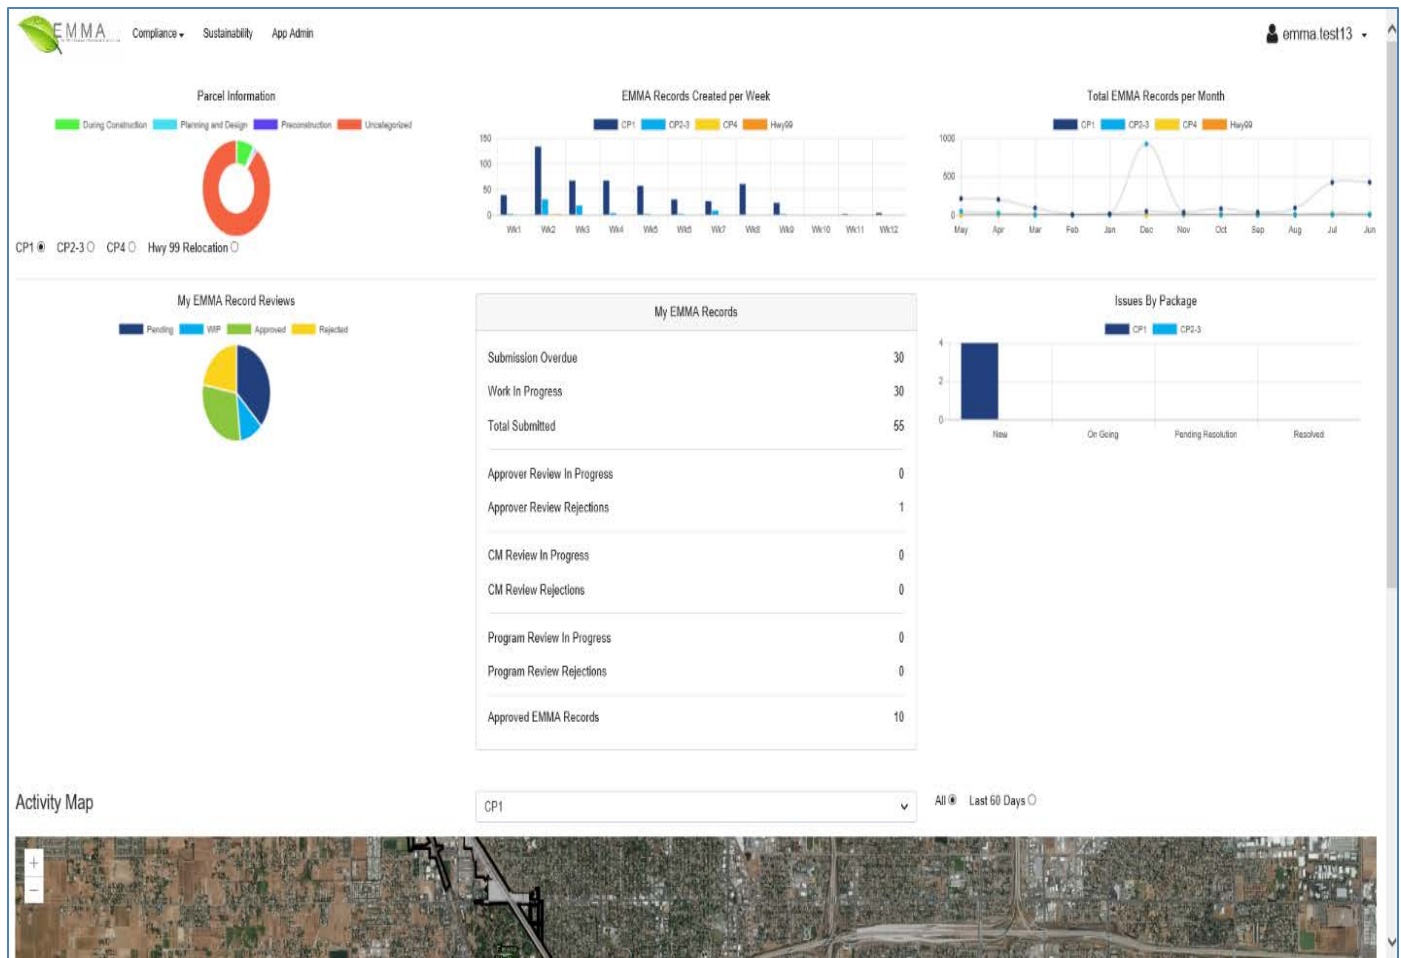 EMMA Compliance Sustainability App Admin emma.test13
Parcel Information
During Construction Planning and Design Preconstruction Uncategorized
CP1 CP2-3 CP4 Hwy 99 Relocation
EMMA Records Created per Week
CP1 CP2-3 CP4 Hwy99
150
100
50
0
Wk1 Wk2 Wk3 Wk4 Wk5 Wk6 Wk7 Wk8 Wk9 Wk10 Wk11 Wk12
Total EMMA Records per Month
CP1 CP2-3 CP4 Hwy99
1000
500
0
May Apr Mar Feb Jan Dec Nov Oct Sep Aug Jul Jun
My EMMA Record Reviews
Pending WIP Approved Rejected
My EMMA Records
Submission Overdue 30
Work In Progress 30
Total Submitted 55
Approver Review In Progress 0
Approver Review Rejections 1
CM Review In Progress 0
CM Review Rejections 0
Program Review In Progress 0
Program Review Rejections 0
Approved EMMA Records 10
Issues By Package
CP1 CP2-3
4
2
0
New On Going Pending Resolution Resolved
Activity Map CP1 All Last 60 Days
+
−